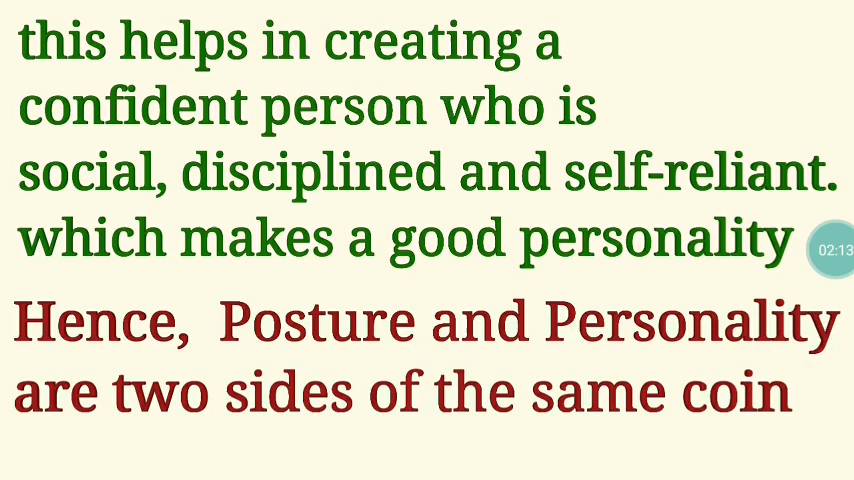 this helps in creating a
confident person who is
social, disciplined and self-reliant.
which makes a good personality
02:13
Hence,  Posture and Personality
are two sides of the same coin